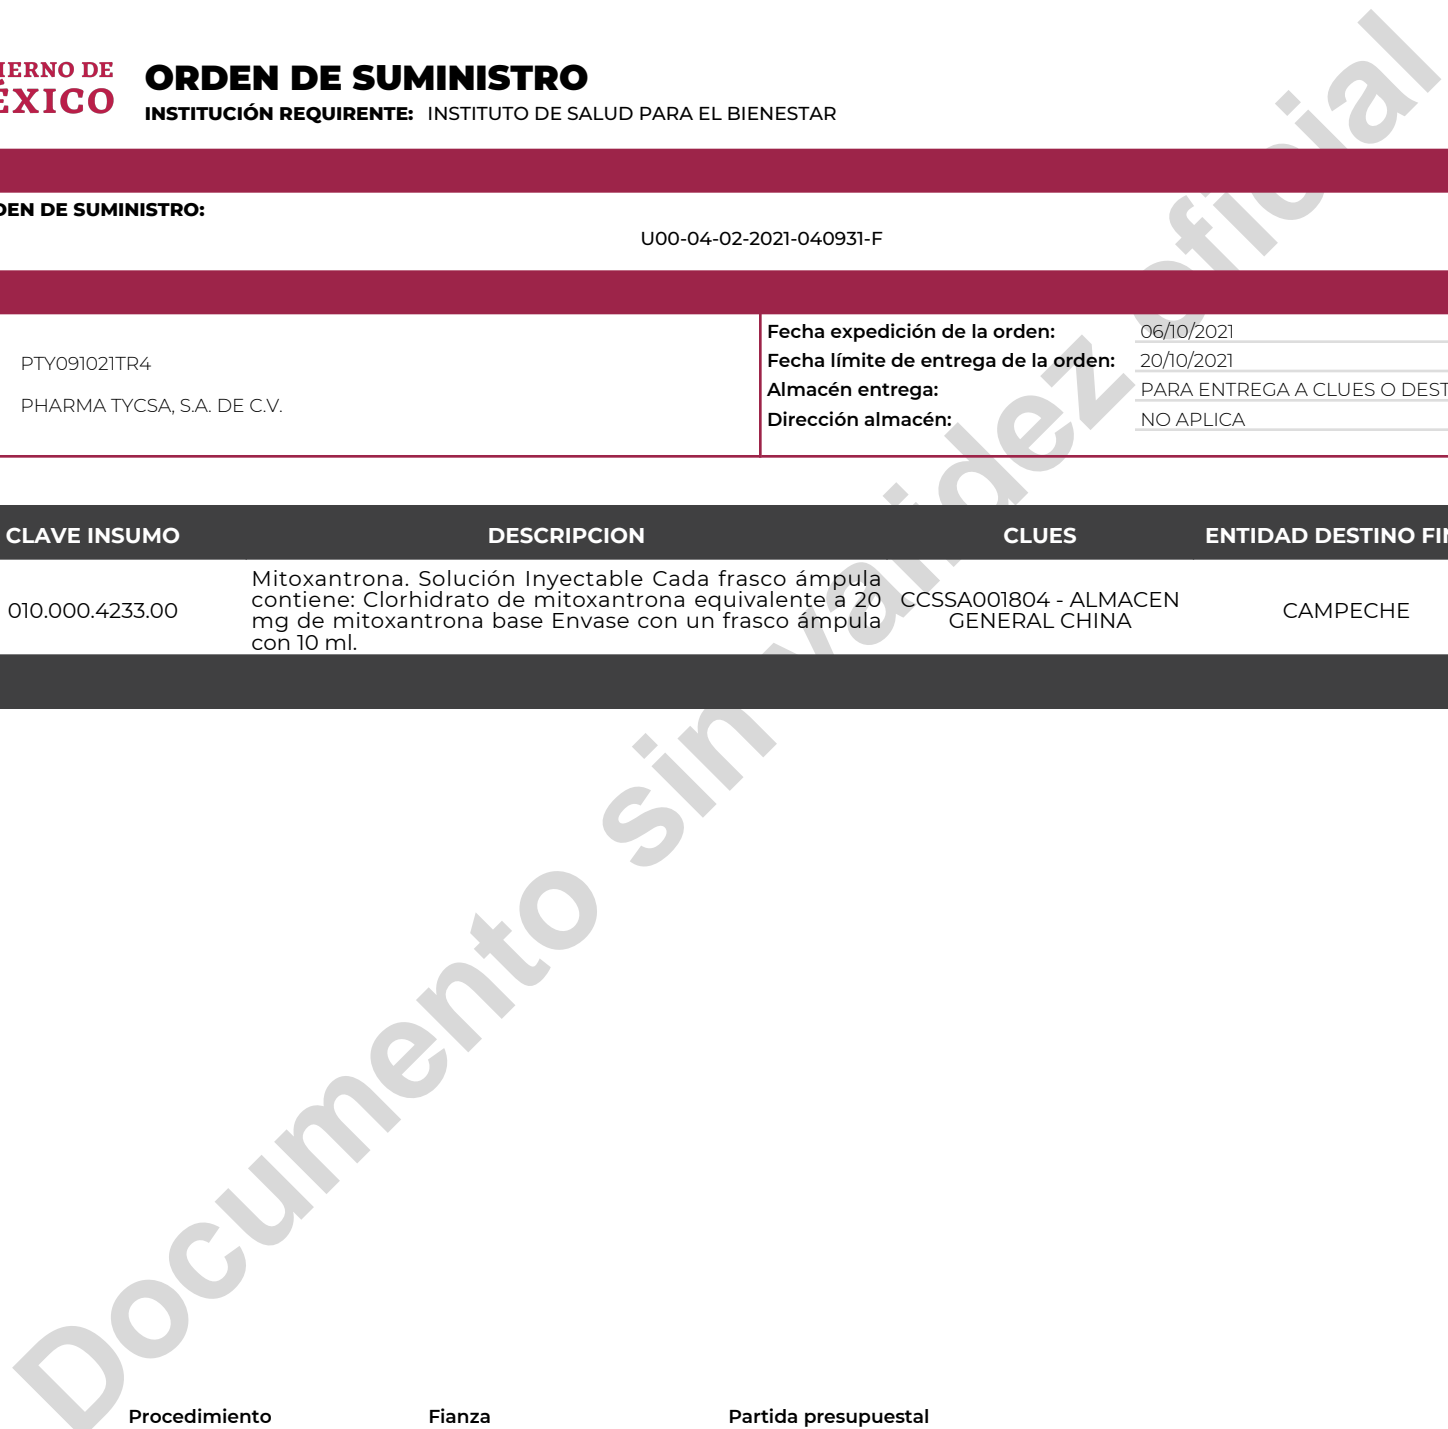 IERNO DE
ÉXICO
ORDEN DE SUMINISTRO
INSTITUCIÓN REQUIRENTE: INSTITUTO DE SALUD PARA EL BIENESTAR
DEN DE SUMINISTRO:
U00-04-02-2021-040931-F
PTY091021TR4
PHARMA TYCSA, S.A. DE C.V.
Fecha expedición de la orden: 06/10/2021
Fecha límite de entrega de la orden: 20/10/2021
Almacén entrega: PARA ENTREGA A CLUES O DEST
Dirección almacén: NO APLICA
CLAVE INSUMO DESCRIPCION CLUES ENTIDAD DESTINO FIN
010.000.4233.00
Mitoxantrona. Solución Inyectable Cada frasco ámpula
contiene: Clorhidrato de mitoxantrona equivalente a 20
mg de mitoxantrona base Envase con un frasco ámpula
con 10 ml.
CCSSA001804 - ALMACEN
GENERAL CHINA
CAMPECHE
Documento sin validez oficial
Procedimiento Fianza Partida presupuestal